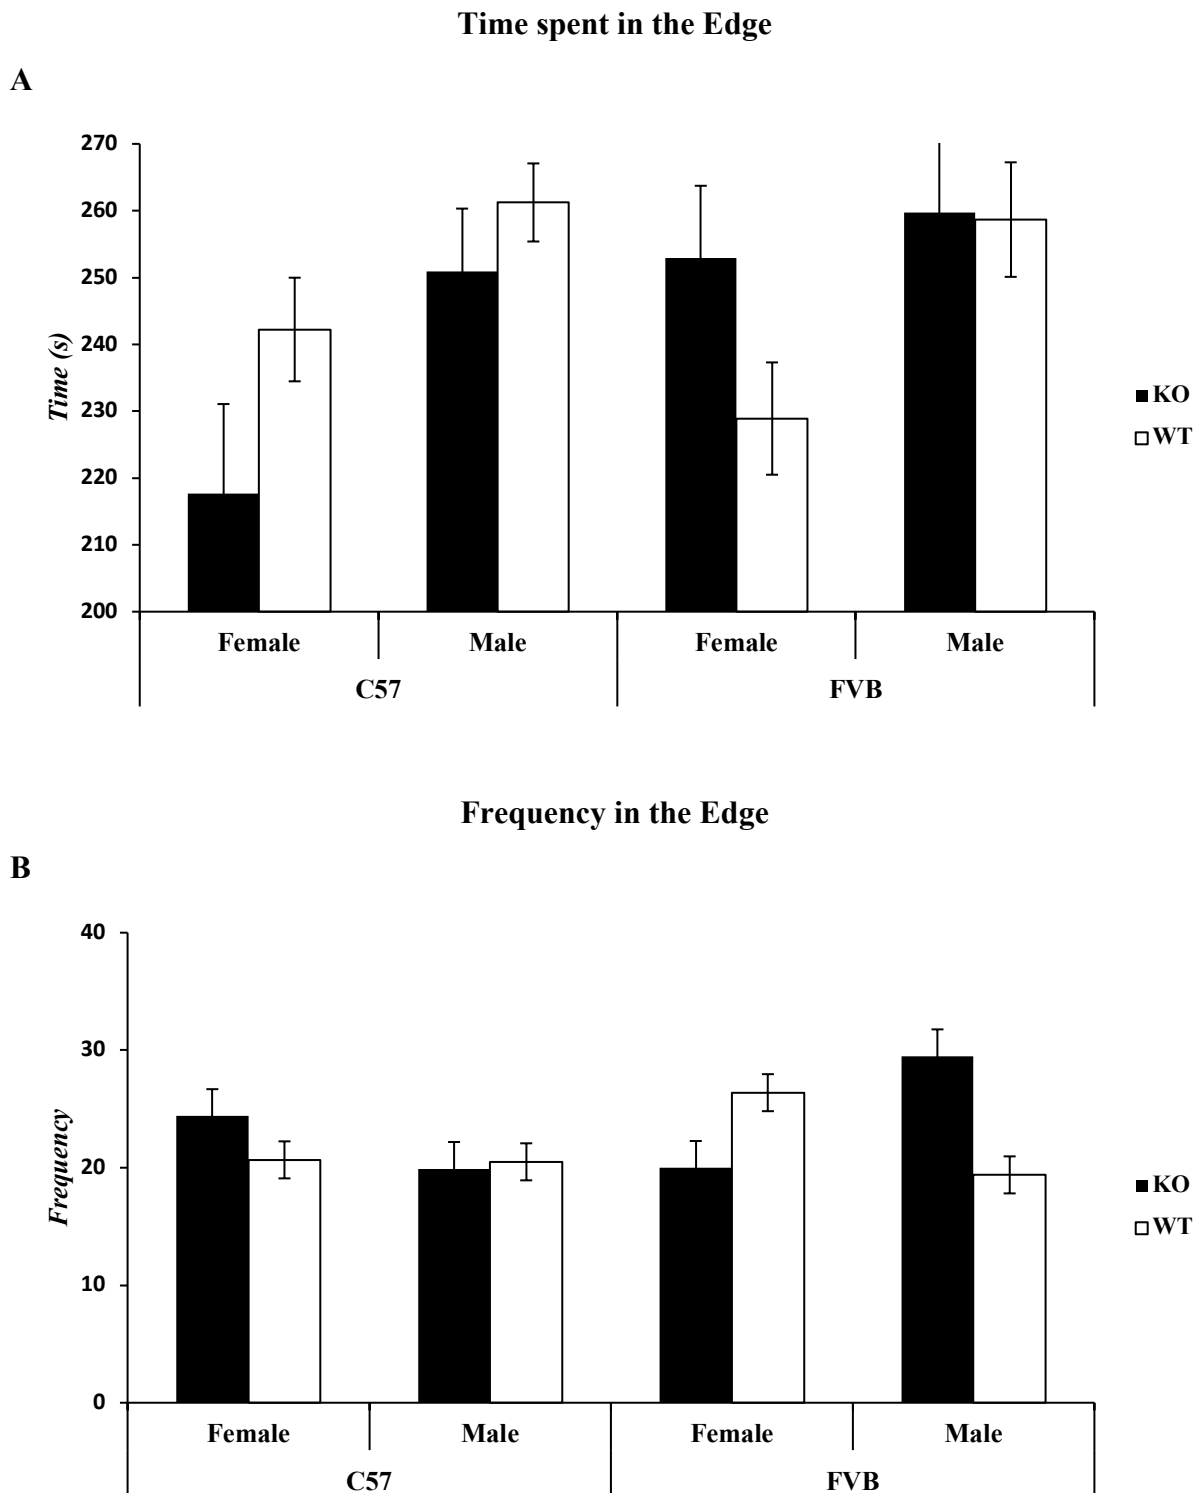 Time spent in the Edge
A
270
260
250
240
230
220
210
200
Time (s)
KO
WT
Female Male Female Male
C57 FVB
Frequency in the Edge
B
40
30
20
10
0
Frequency
KO
WT
Female Male Female Male
C57 FVB